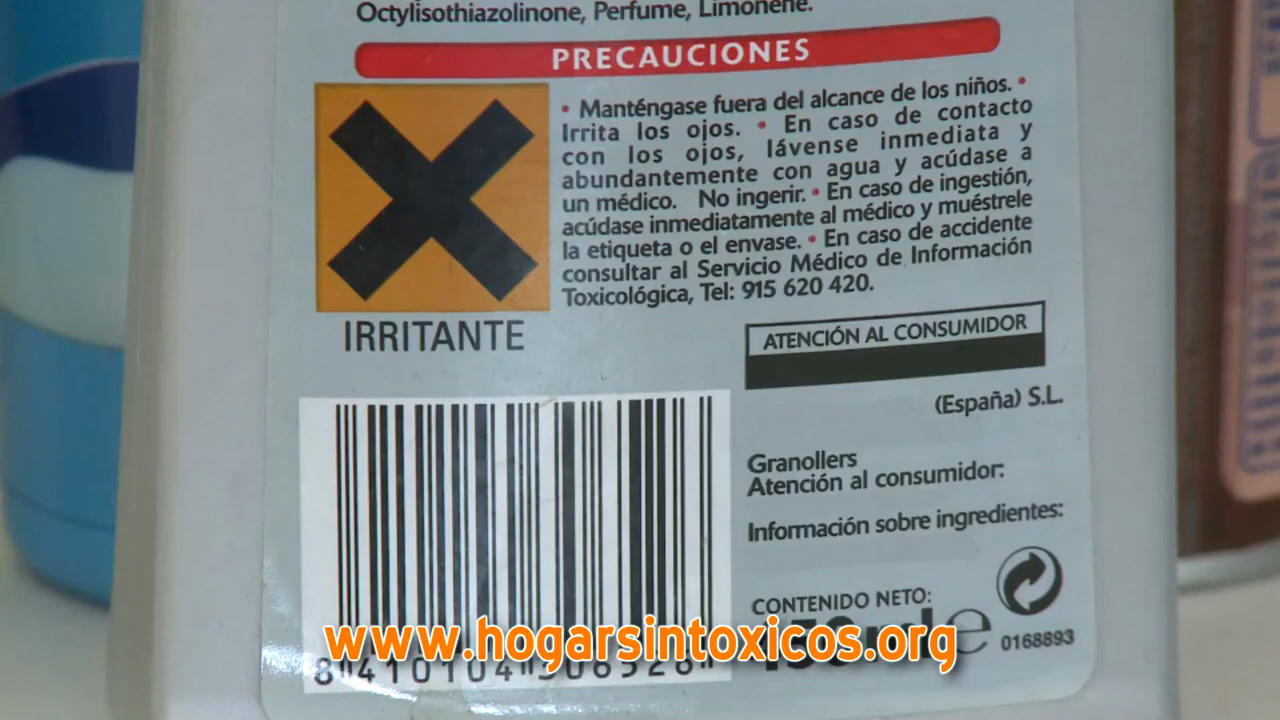 Octylisothiazolinone, Perfume, Limonene.
PRECAUCIONES
• Manténgase fuera del alcance de los niños. •
Irrita los ojos. • En caso de contacto
con los ojos, lávense inmediata y
abundantemente con agua y acúdase a
un médico. No ingerir. • En caso de ingestión,
acúdase inmediatamente al médico y muéstrele
la etiqueta o el envase. • En caso de accidente
consultar al Servicio Médico de Información
Toxicológica, Tel: 915 620 420.
IRRITANTE
ATENCIÓN AL CONSUMIDOR
(España) S.L.
Granollers
Atención al consumidor:
Información sobre ingredientes:
CONTENIDO NETO:
0168893
www.hogarsintoxicos.org